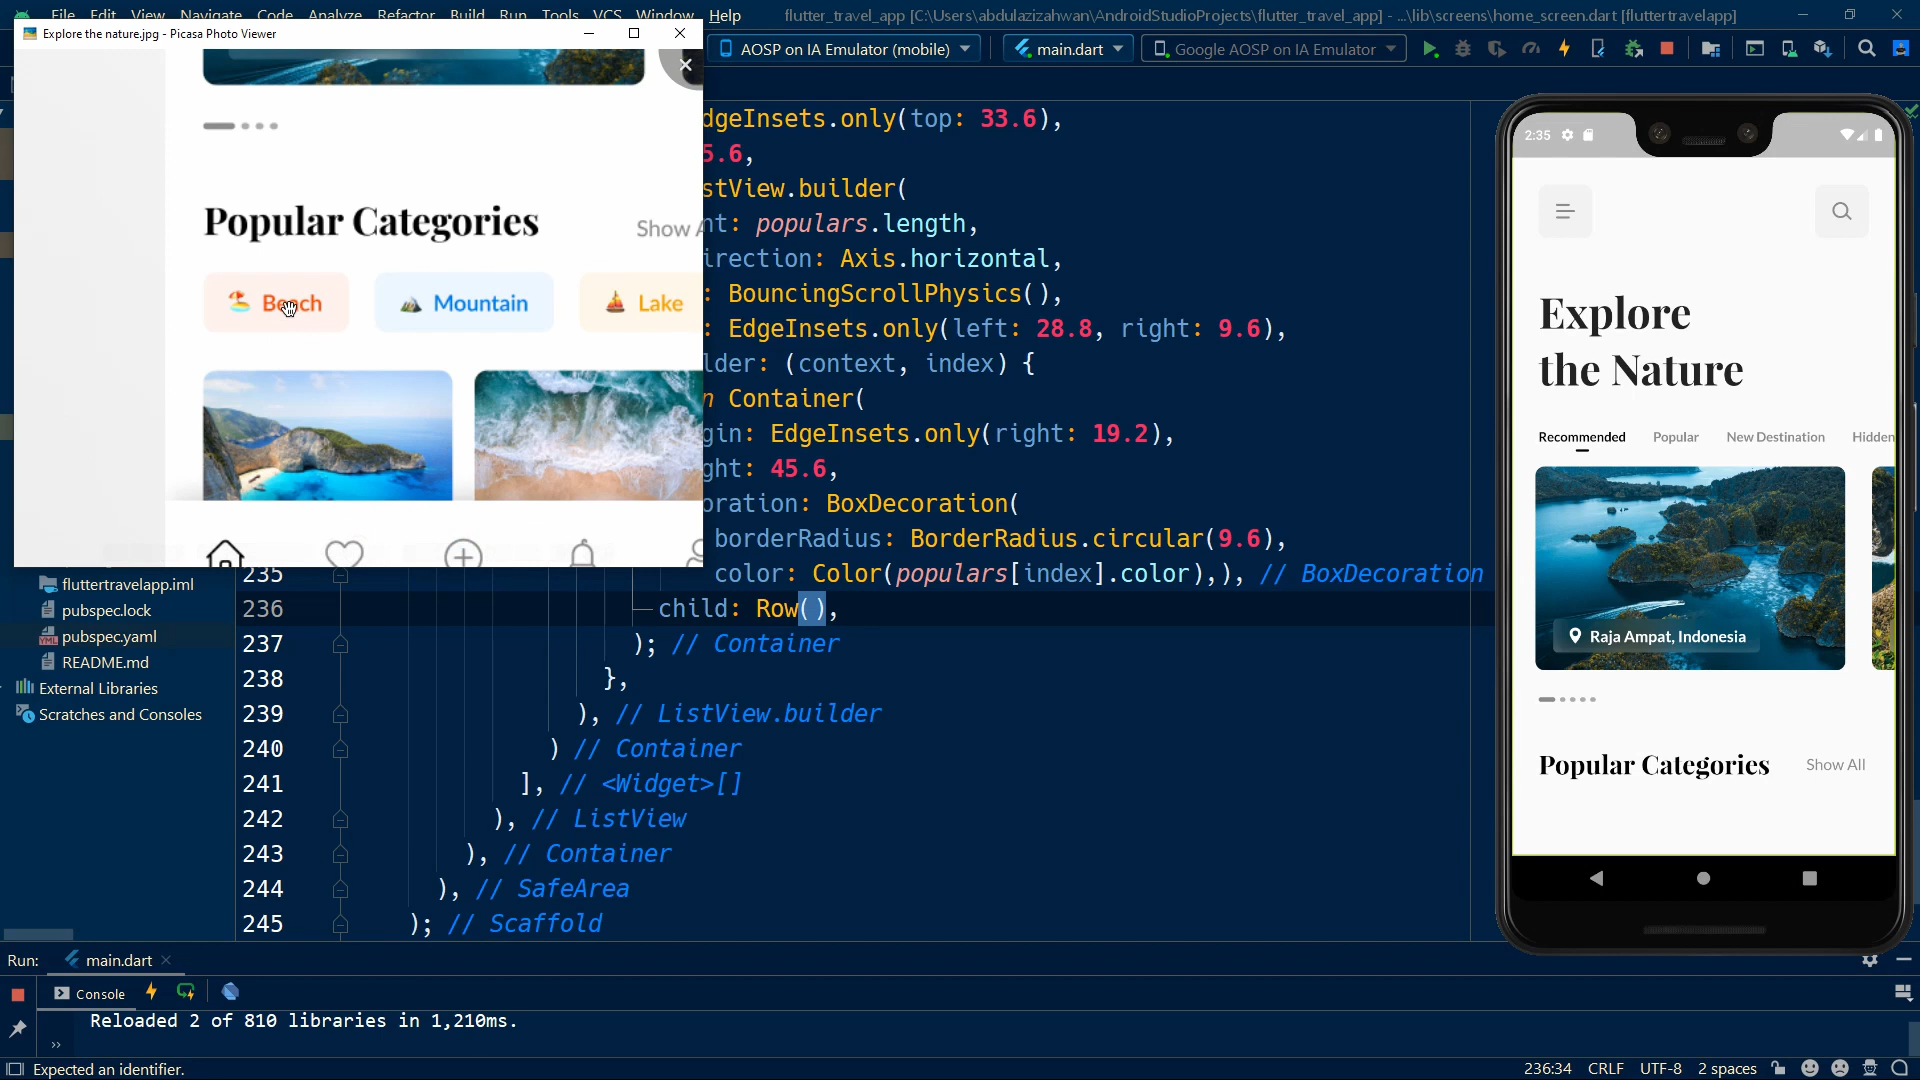 File Edit View Navigate Code Analyze Refactor Build Run Tools VCS Window Help
flutter_travel_app [C:\Users\abdulazizahwan\AndroidStudioProjects\flutter_travel_app] - ...\lib\screens\home_screen.dart [fluttertravelapp]
Explore the nature.jpg - Picasa Photo Viewer
AOSP on IA Emulator (mobile)
main.dart
Google AOSP on IA Emulator
Popular Categories
Show A
Beach
Mountain
Lake
dgeInsets.only(top: 33.6),
5.6,
stView.builder(
nt: populars.length,
irection: Axis.horizontal,
: BouncingScrollPhysics(),
: EdgeInsets.only(left: 28.8, right: 9.6),
lder: (context, index) {
n Container(
gin: EdgeInsets.only(right: 19.2),
ght: 45.6,
oration: BoxDecoration(
borderRadius: BorderRadius.circular(9.6),
235 color: Color(populars[index].color),), // BoxDecoration
236 child: Row(),
237 ); // Container
238 },
239 ), // ListView.builder
240 ) // Container
241 ], // <Widget>[]
242 ), // ListView
243 ), // Container
244 ), // SafeArea
245 ); // Scaffold
fluttertravelapp.iml
pubspec.lock
YML pubspec.yaml
README.md
External Libraries
Scratches and Consoles
2:35
Explore
the Nature
Recommended Popular New Destination Hidden
Raja Ampat, Indonesia
Popular Categories
Show All
Run: main.dart
Console
Reloaded 2 of 810 libraries in 1,210ms.
Expected an identifier.
236:34 CRLF UTF-8 2 spaces